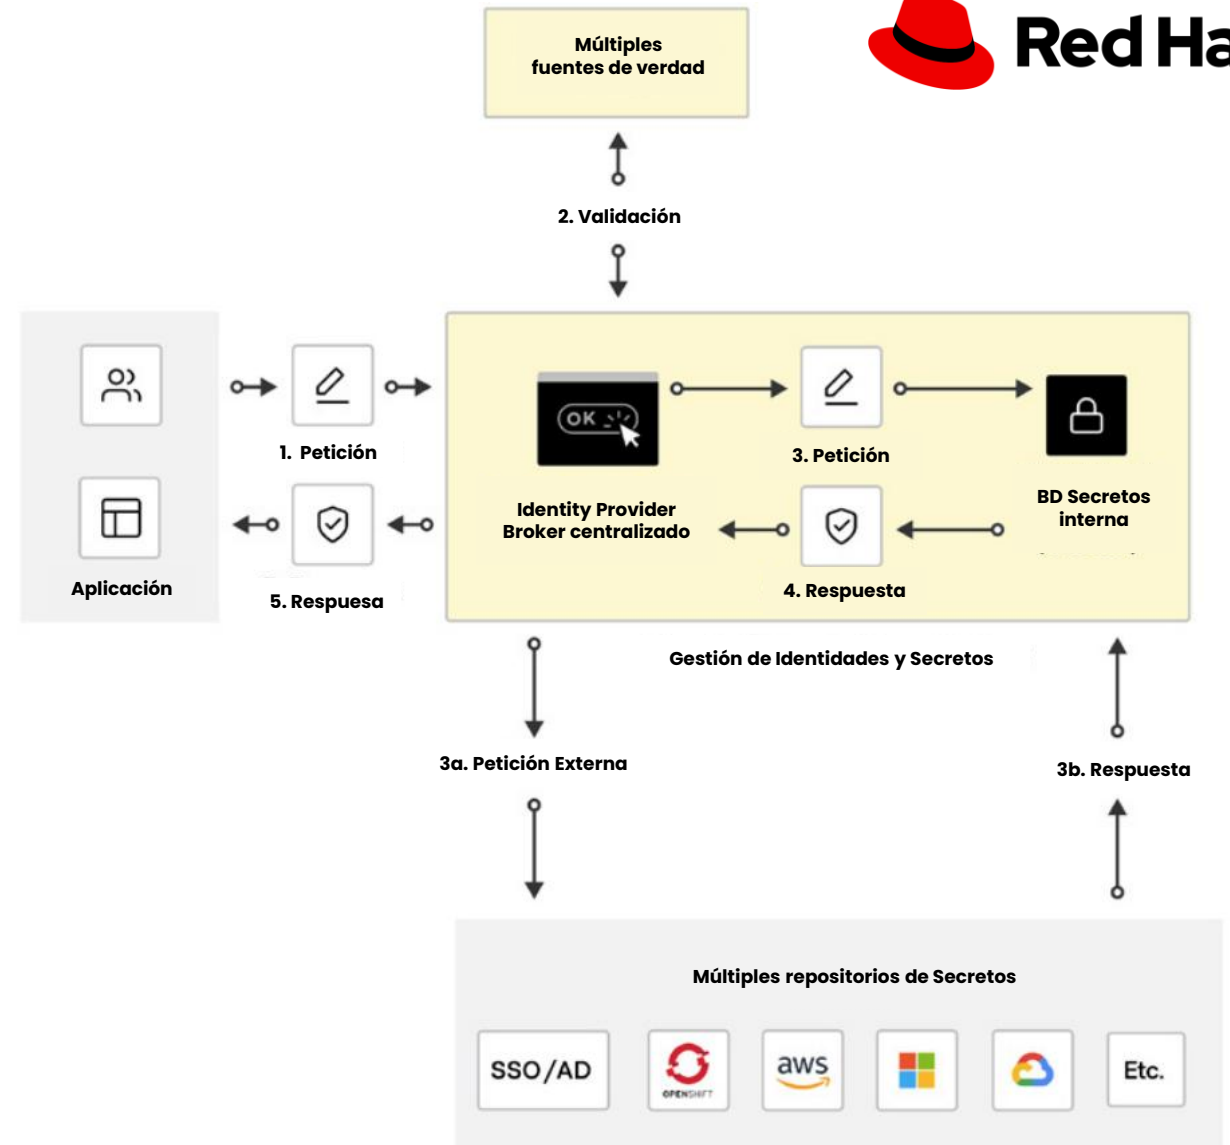 Red Ha
Múltiples
fuentes de verdad
2. Validación
1. Petición
OK
3. Petición
Identity Provider
Broker centralizado
BD Secretos
interna
Aplicación
5. Respuesa
4. Respuesta
Gestión de Identidades y Secretos
3a. Petición Externa
3b. Respuesta
Múltiples repositorios de Secretos
SSO/AD
OPENSHIFT
aws
Etc.